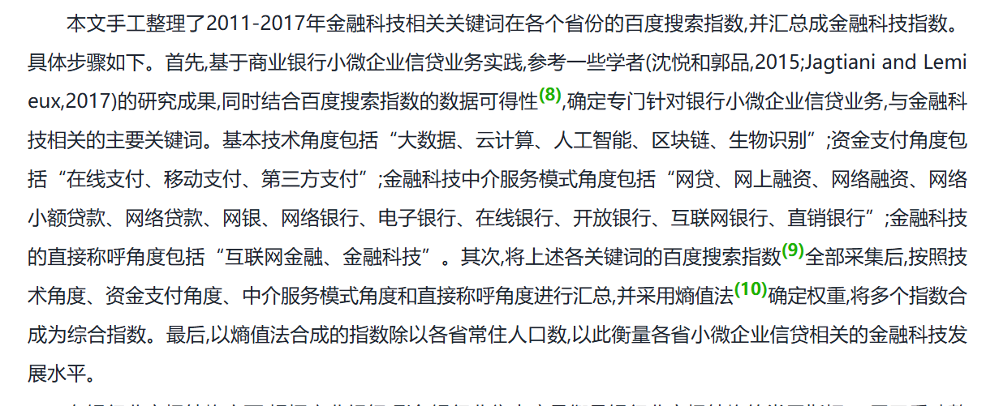 本文手工整理了2011-2017年金融科技相关关键词在各个省份的百度搜索指数,并汇总成金融科技指数。
具体步骤如下。首先,基于商业银行小微企业信贷业务实践,参考一些学者(沈悦和郭品,2015;Jagtiani and Lemi
eux,2017)的研究成果,同时结合百度搜索指数的数据可得性(8),确定专门针对银行小微企业信贷业务,与金融科
技相关的主要关键词。基本技术角度包括“大数据、云计算、人工智能、区块链、生物识别”;资金支付角度包
括“在线支付、移动支付、第三方支付”;金融科技中介服务模式角度包括“网贷、网上融资、网络融资、网络
小额贷款、网络贷款、网银、网络银行、电子银行、在线银行、开放银行、互联网银行、直销银行”;金融科技
的直接称呼角度包括“互联网金融、金融科技”。其次,将上述各关键词的百度搜索指数(9)全部采集后,按照技
术角度、资金支付角度、中介服务模式角度和直接称呼角度进行汇总,并采用熵值法(10)确定权重,将多个指数合
成为综合指数。最后,以熵值法合成的指数除以各省常住人口数,以此衡量各省小微企业信贷相关的金融科技发
展水平。